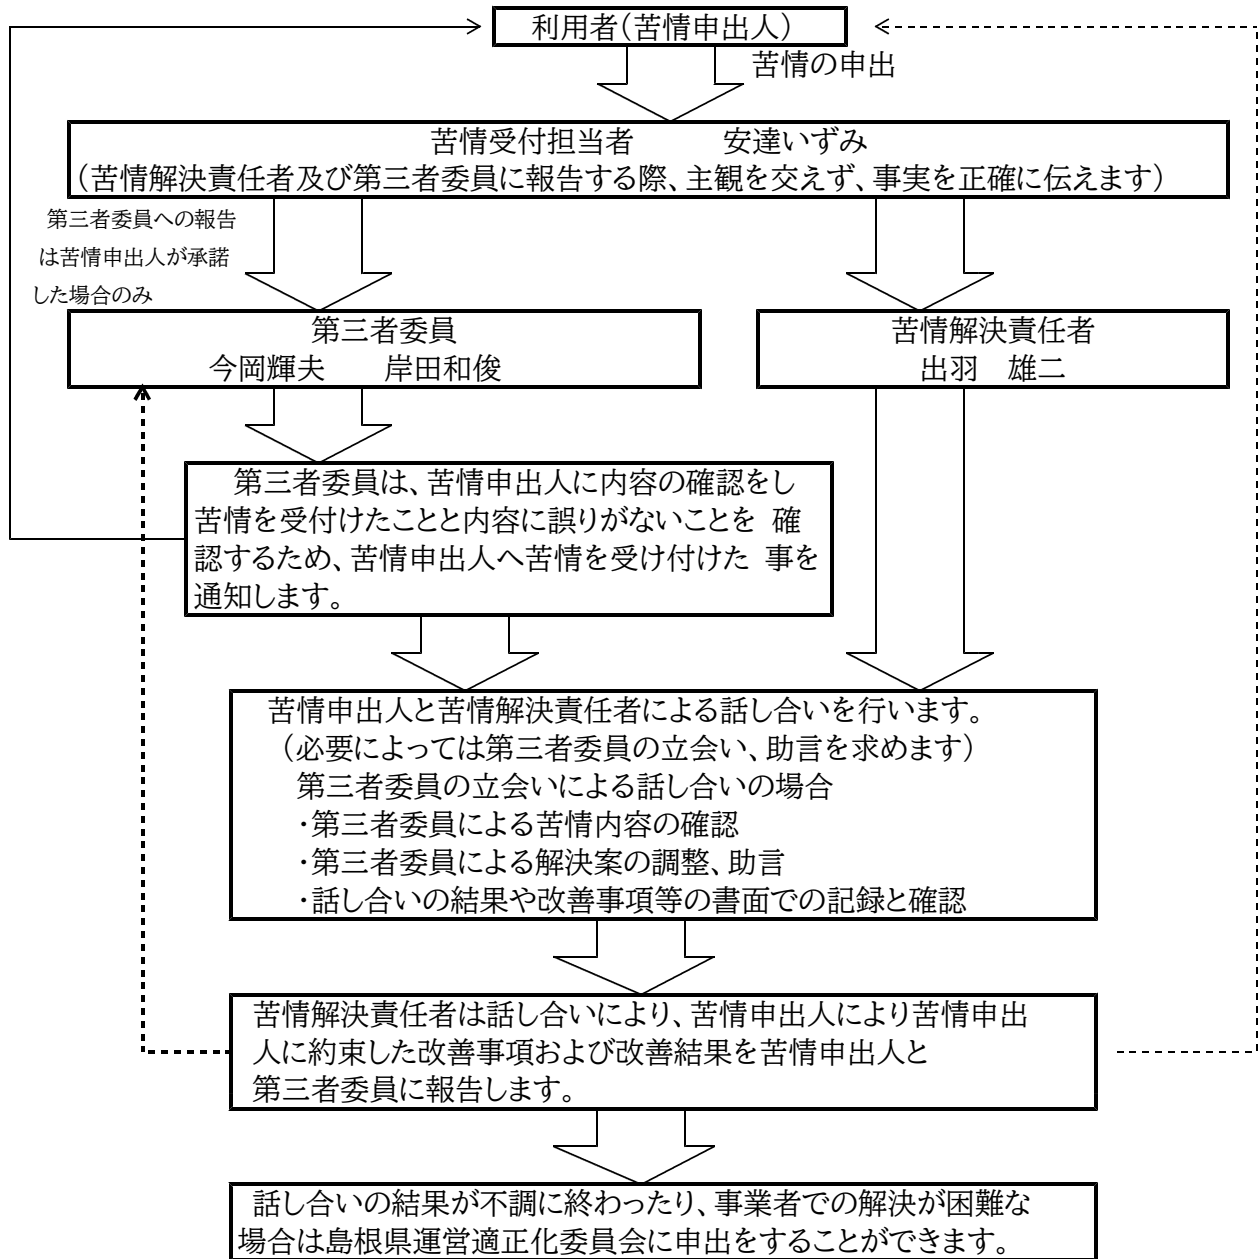 利用者(苦情申出人)
苦情の申出
苦情受付担当者　　　安達いずみ
(苦情解決責任者及び第三者委員に報告する際、主観を交えず、事実を正確に伝えます)
第三者委員への報告
は苦情申出人が承諾
した場合のみ
第三者委員
今岡輝夫　　岸田和俊
苦情解決責任者
出羽　雄二
第三者委員は、苦情申出人に内容の確認をし
苦情を受付けたことと内容に誤りがないことを 確
認するため、苦情申出人へ苦情を受け付けた 事を
通知します。
苦情申出人と苦情解決責任者による話し合いを行います。
(必要によっては第三者委員の立会い、助言を求めます)
第三者委員の立会いによる話し合いの場合
・第三者委員による苦情内容の確認
・第三者委員による解決案の調整、助言
・話し合いの結果や改善事項等の書面での記録と確認
苦情解決責任者は話し合いにより、苦情申出人により苦情申出
人に約束した改善事項および改善結果を苦情申出人と
第三者委員に報告します。
話し合いの結果が不調に終わったり、事業者での解決が困難な
場合は島根県運営適正化委員会に申出をすることができます。